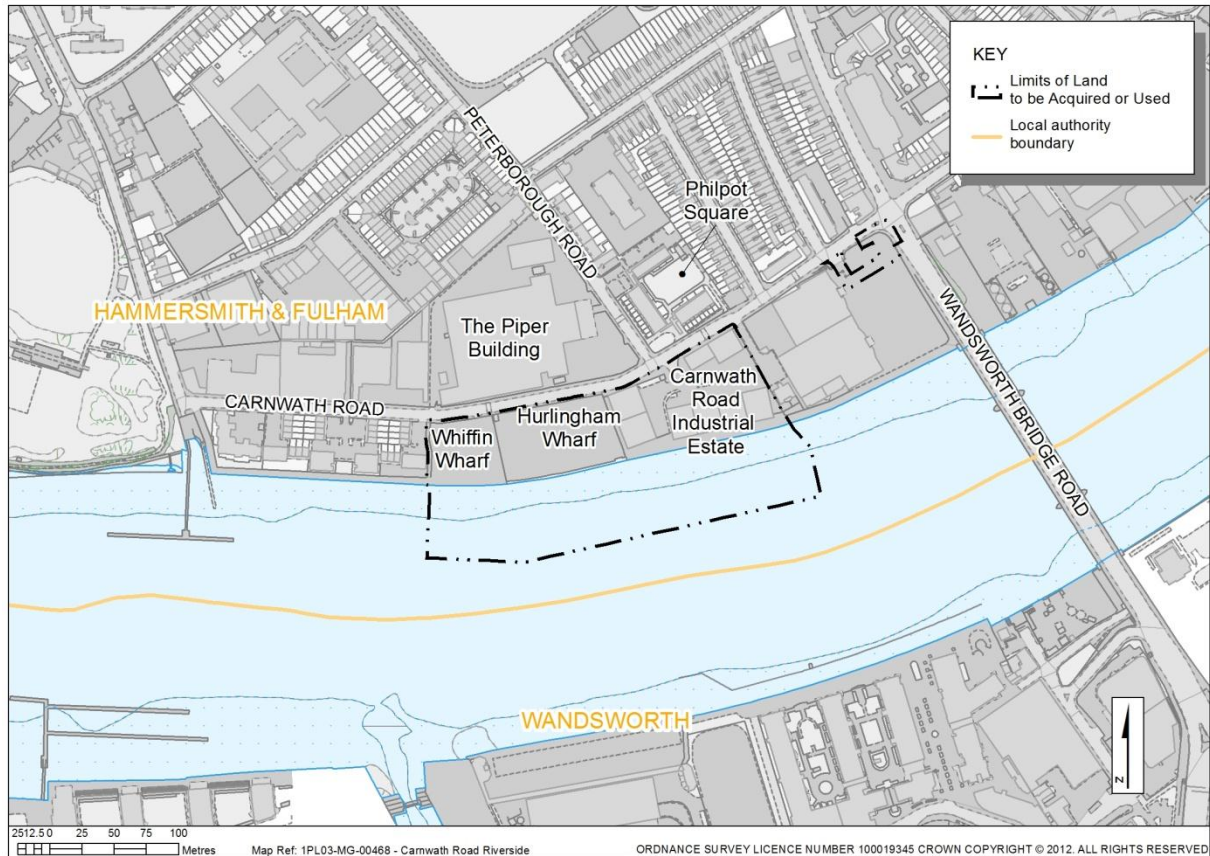 KEY
Limits of Land
to be Acquired or Used
Local authority
boundary
PETERBOROUGH ROAD
Philpot
Square
HAMMERSMITH & FULHAM
The Piper
Building
CARNWATH ROAD
Whiffin
Wharf
Hurlingham
Wharf
Carnwath
Road
Industrial
Estate
WANDSWORTH BRIDGE ROAD
WANDSWORTH
N
25 12.5 0 25 50 75 100
Metres
Map Ref: 1PL03-MG-00468 - Carnwath Road Riverside
ORDNANCE SURVEY LICENCE NUMBER 100019345 CROWN COPYRIGHT © 2012. ALL RIGHTS RESERVED